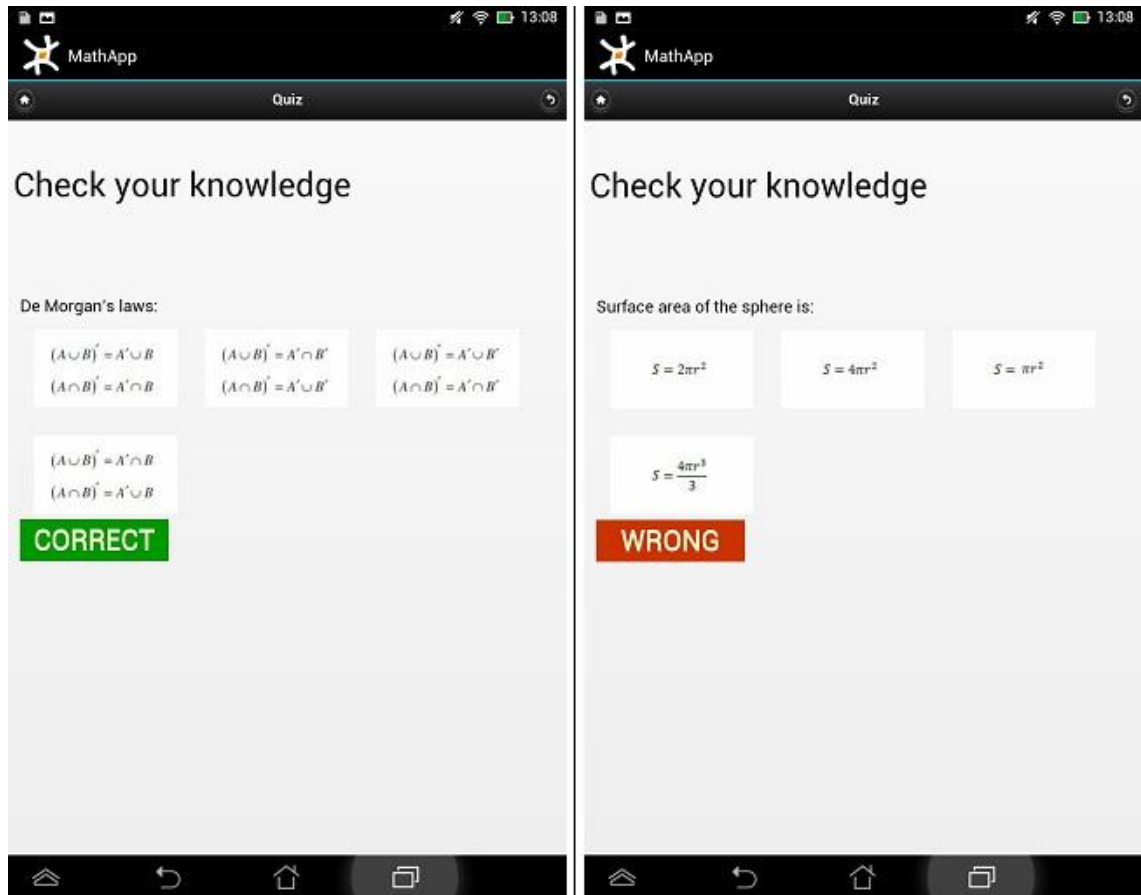 13:08
MathApp
Quiz
Check your knowledge
De Morgan's laws:
(A∪B)′ = A′∪B
(A∩B)′ = A′∩B
(A∪B)′ = A′∩B′
(A∩B)′ = A′∪B′
(A∪B)′ = A′∪B′
(A∩B)′ = A′∩B′
(A∪B)′ = A′∩B
(A∩B)′ = A′∪B
CORRECT
13:08
MathApp
Quiz
Check your knowledge
Surface area of the sphere is:
S = 2πr²
S = 4πr²
S = πr²
S = 4πr³/3
WRONG